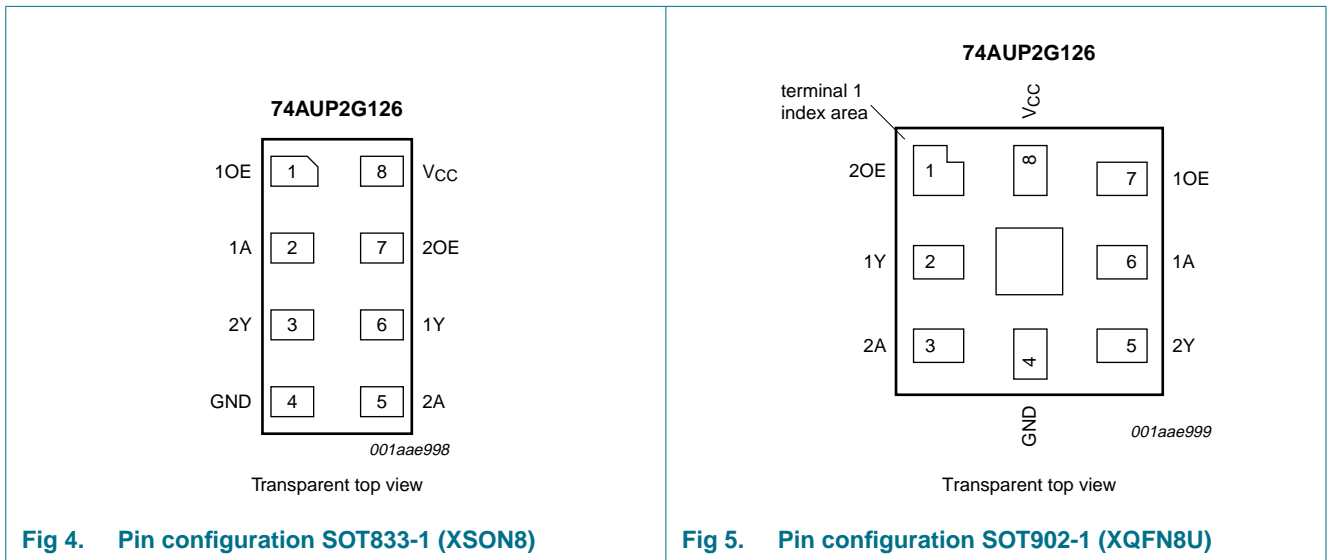 74AUP2G126
1OE 1 8 VCC
1A 2 7 2OE
2Y 3 6 1Y
GND 4 5 2A
001aae998
Transparent top view
Fig 4. Pin configuration SOT833-1 (XSON8)
74AUP2G126
terminal 1
index area
VCC
2OE 1 8 7 1OE
1Y 2 6 1A
2A 3 4 5 2Y
GND
001aae999
Transparent top view
Fig 5. Pin configuration SOT902-1 (XQFN8U)